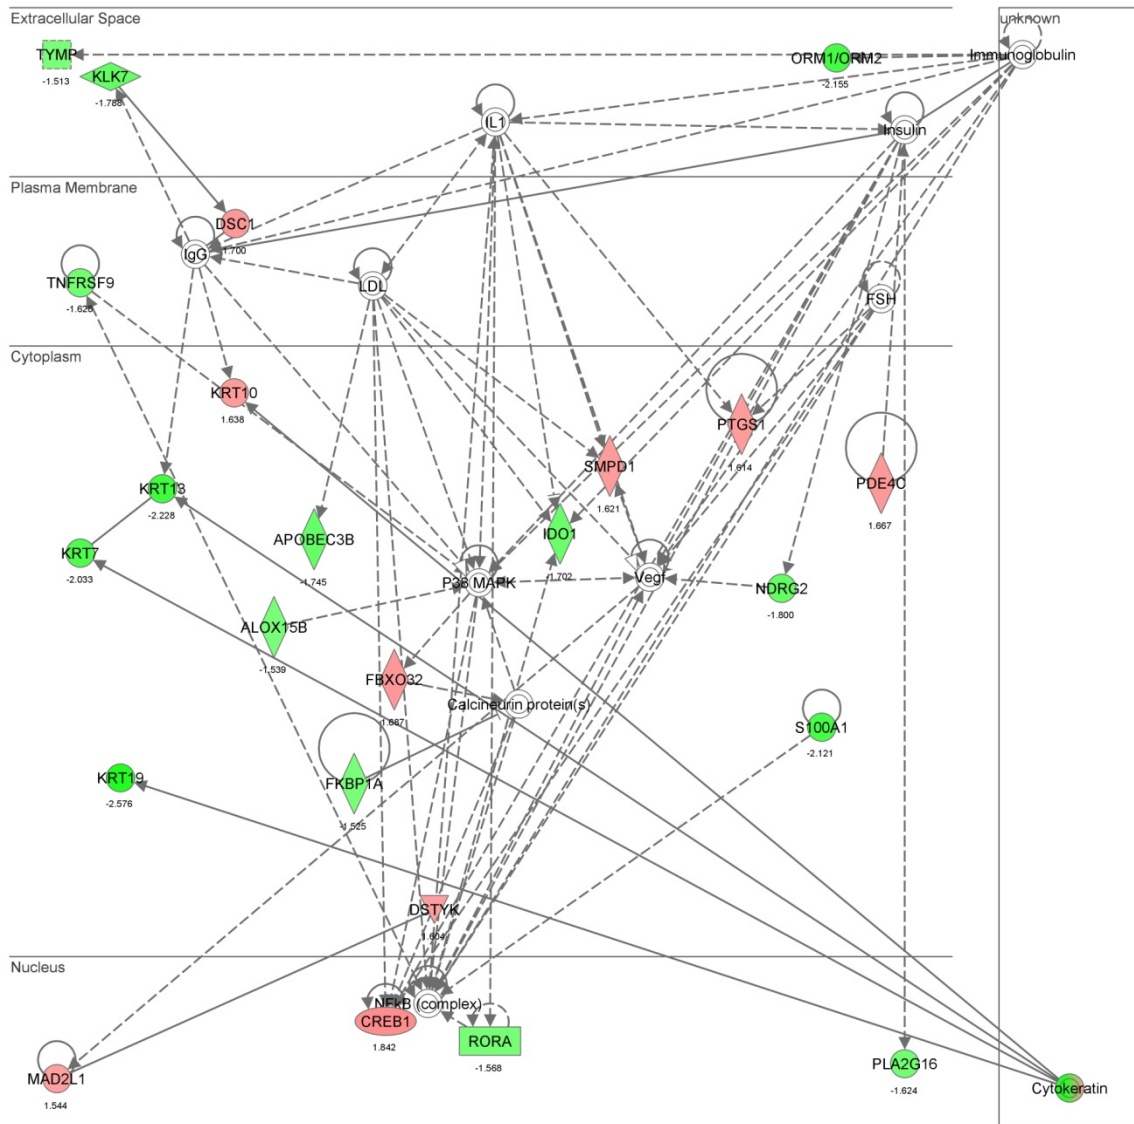 Extracellular Space
unknown
TYMP
-1.513
KLK7
-1.788
ORM1/ORM2
-2.155
Immunoglobulin
IL1
Insulin
Plasma Membrane
DSC1
1.700
IgG
TNFRSF9
-1.626
LDL
FSH
Cytoplasm
KRT10
1.638
PTGS1
1.614
SMPD1
1.621
PDE4C
1.667
KRT13
-2.228
APOBEC3B
-1.745
IDO1
-1.702
KRT7
-2.033
P38 MAPK
Vegf
NDRG2
-1.800
ALOX15B
-1.539
FBXO32
1.687
Calcineurin protein(s)
S100A1
-2.121
KRT19
-2.576
FKBP1A
-1.525
DSTYK
1.604
Nucleus
NFkB (complex)
CREB1
1.842
RORA
-1.568
PLA2G16
-1.624
MAD2L1
1.544
Cytokeratin